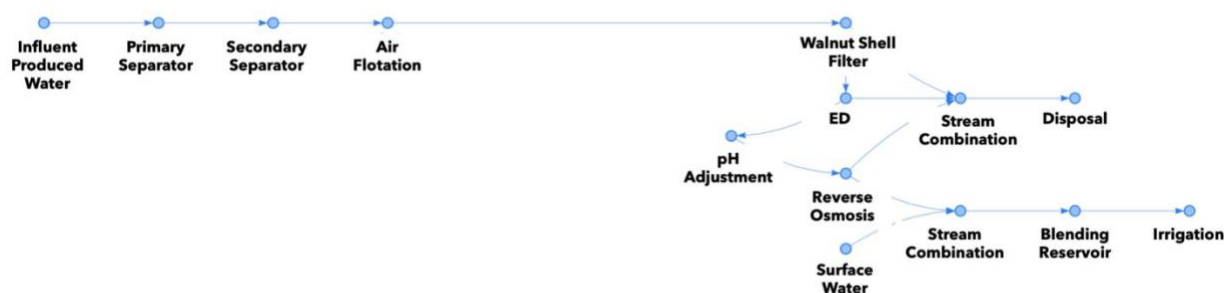 Influent
Produced
Water
Primary
Separator
Secondary
Separator
Air
Flotation
Walnut Shell
Filter
ED
Stream
Combination
Disposal
pH
Adjustment
Reverse
Osmosis
Stream
Combination
Blending
Reservoir
Irrigation
Surface
Water